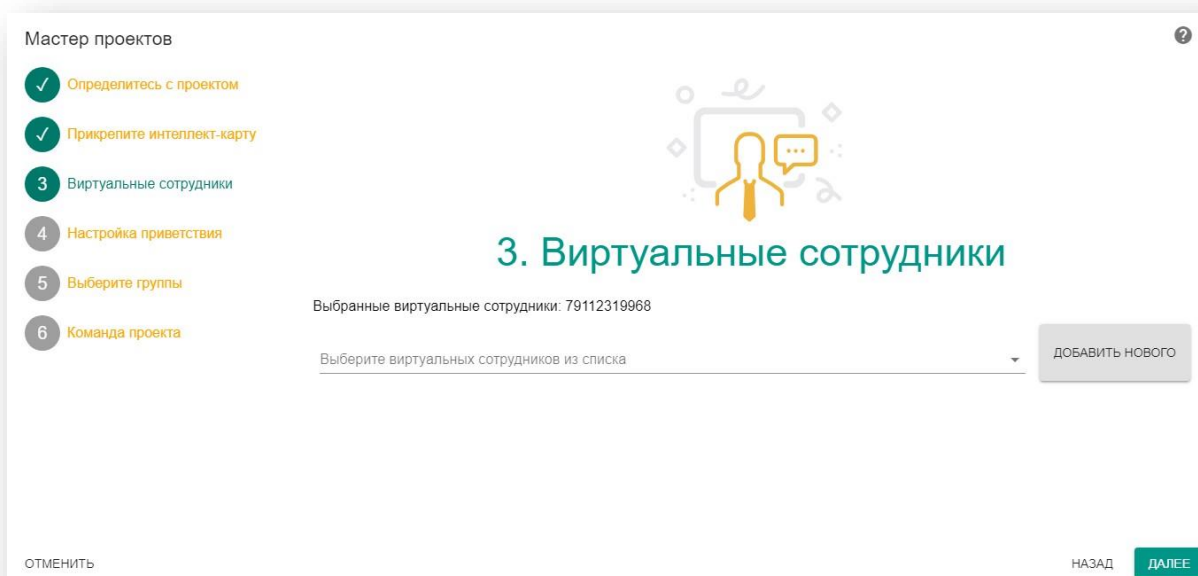 Мастер проектов
?
✓ Определитесь с проектом
✓ Прикрепите интеллект-карту
3 Виртуальные сотрудники
4 Настройка приветствия
5 Выберите группы
6 Команда проекта
3. Виртуальные сотрудники
Выбранные виртуальные сотрудники: 79112319968
Выберите виртуальных сотрудников из списка
ДОБАВИТЬ НОВОГО
ОТМЕНИТЬ
НАЗАД
ДАЛЕЕ